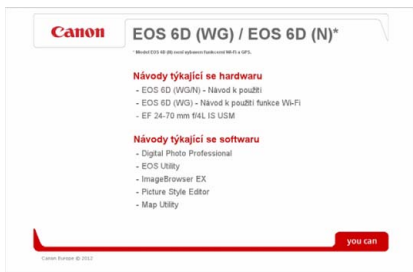 Canon
EOS 6D (WG) / EOS 6D (N)*
Návody týkající se hardwaru
- EOS 6D (WG/N) - Návod k použití
- EOS 6D (WG) - Návod k použití funkce Wi-Fi
- EF 24-70 mm f/4L IS USM
Návody týkající se softwaru
- Digital Photo Professional
- EOS Utility
- ImageBrowser EX
- Picture Style Editor
- Map Utility
you can
Canon Europe © 2012